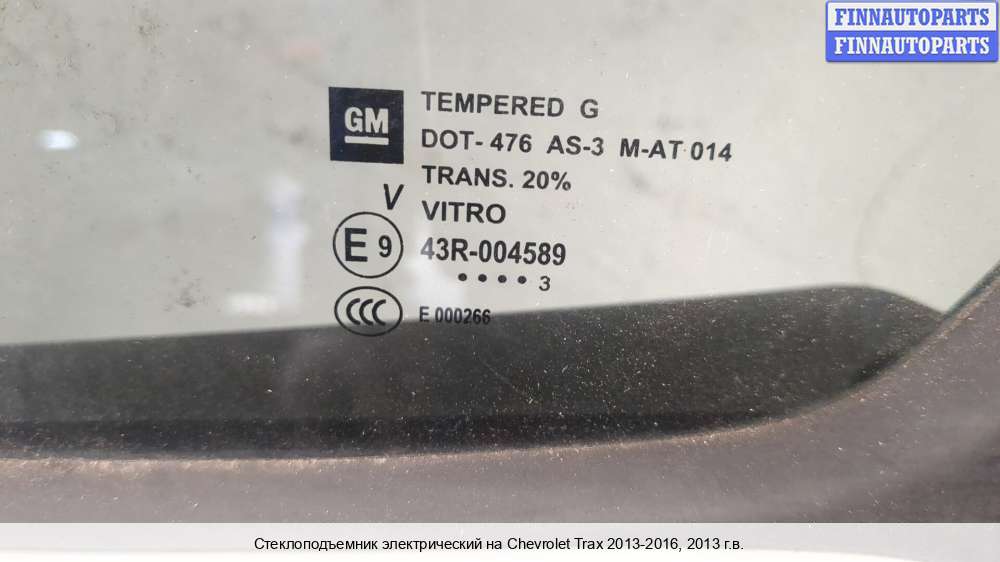 FINNAUTOPARTS
FINNAUTOPARTS
GM
TEMPERED G
DOT- 476 AS-3 M-AT 014
TRANS. 20%
V
VITRO
E 9
43R-004589
• • • • 3
CCC
E 000266
Стеклоподъемник электрический на Chevrolet Trax 2013-2016, 2013 г.в.